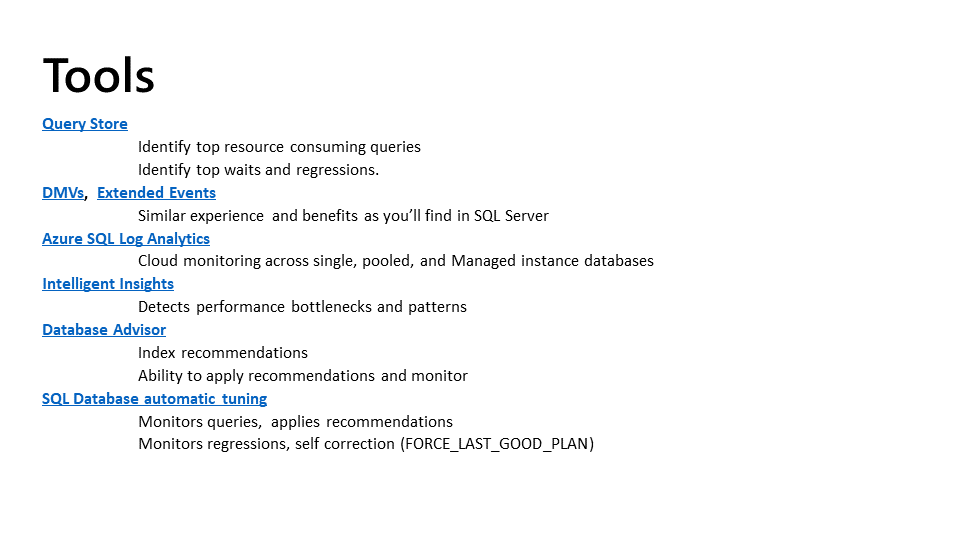 Tools
Query Store
Identify top resource consuming queries
Identify top waits and regressions.
DMVs,  Extended Events
Similar experience  and benefits as you’ll find in SQL Server
Azure SQL Log Analytics
Cloud monitoring across single, pooled, and Managed instance databases
Intelligent Insights
Detects performance bottlenecks and patterns
Database Advisor
Index recommendations
Ability to apply recommendations and monitor
SQL Database automatic tuning
Monitors queries,  applies recommendations
Monitors regressions, self correction (FORCE_LAST_GOOD_PLAN)